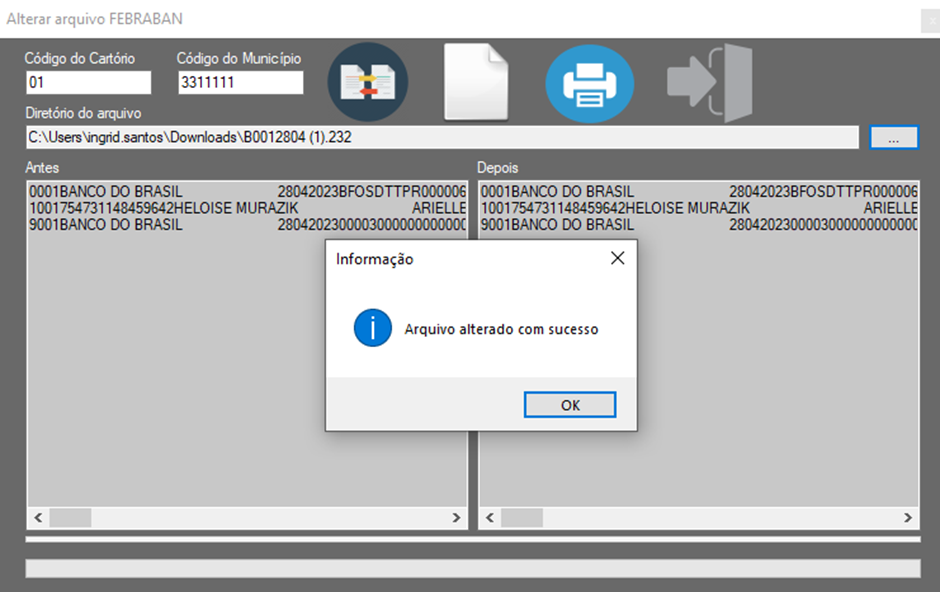 Alterar arquivo FEBRABAN
x
Código do Cartório
Código do Município
01
3311111
Diretório do arquivo
C:\Users\ingrid.santos\Downloads\B0012804 (1).232
...
Antes
Depois
0001BANCO DO BRASIL 28042023BFOSDTTPR000006
1001754731148459642HELOISE MURAZIK ARIELLE
9001BANCO DO BRASIL 28042023000030000000000000
0001BANCO DO BRASIL 28042023BFOSDTTPR000006
1001754731148459642HELOISE MURAZIK ARIELLE
9001BANCO DO BRASIL 28042023000030000000000000
Informação
Arquivo alterado com sucesso
OK